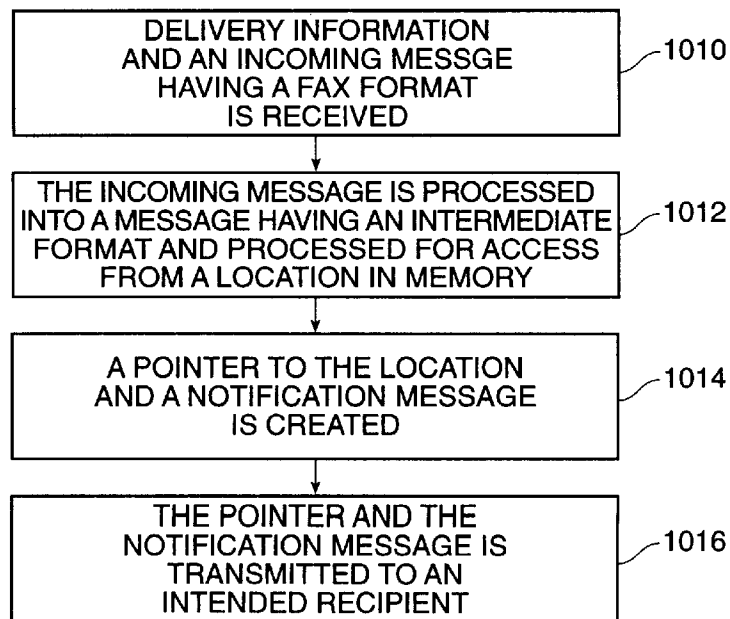 DELIVERY INFORMATION
AND AN INCOMING MESSGE
HAVING A FAX FORMAT
IS RECEIVED
1010
THE INCOMING MESSAGE IS PROCESSED
INTO A MESSAGE HAVING AN INTERMEDIATE
FORMAT AND PROCESSED FOR ACCESS
FROM A LOCATION IN MEMORY
1012
A POINTER TO THE LOCATION
AND A NOTIFICATION MESSAGE
IS CREATED
1014
THE POINTER AND THE
NOTIFICATION MESSAGE IS
TRANSMITTED TO AN
INTENDED RECIPIENT
1016